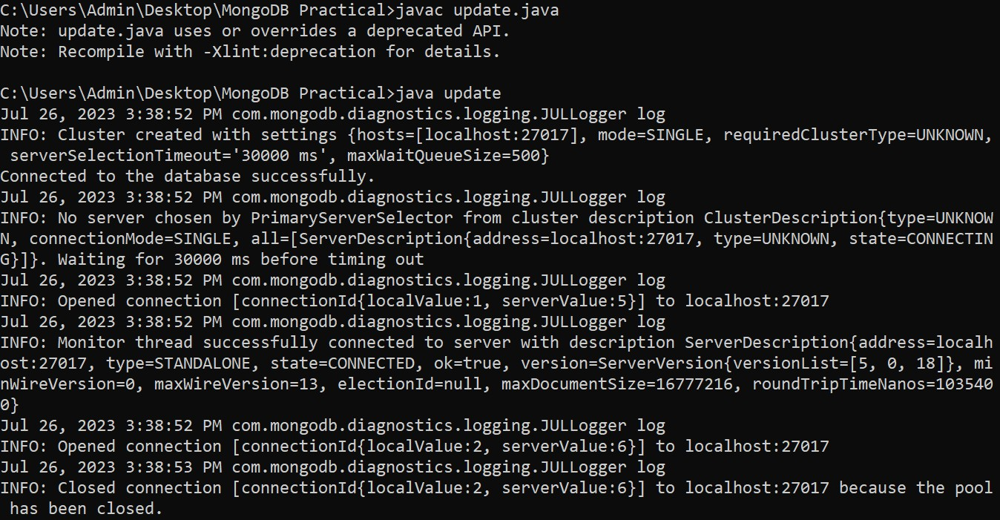 C:\Users\Admin\Desktop\MongoDB Practical>javac update.java
Note: update.java uses or overrides a deprecated API.
Note: Recompile with -Xlint:deprecation for details.
C:\Users\Admin\Desktop\MongoDB Practical>java update
Jul 26, 2023 3:38:52 PM com.mongodb.diagnostics.logging.JULLogger log
INFO: Cluster created with settings {hosts=[localhost:27017], mode=SINGLE, requiredClusterType=UNKNOWN,
 serverSelectionTimeout='30000 ms', maxWaitQueueSize=500}
Connected to the database successfully.
Jul 26, 2023 3:38:52 PM com.mongodb.diagnostics.logging.JULLogger log
INFO: No server chosen by PrimaryServerSelector from cluster description ClusterDescription{type=UNKNOW
N, connectionMode=SINGLE, all=[ServerDescription{address=localhost:27017, type=UNKNOWN, state=CONNECTIN
G}]}. Waiting for 30000 ms before timing out
Jul 26, 2023 3:38:52 PM com.mongodb.diagnostics.logging.JULLogger log
INFO: Opened connection [connectionId{localValue:1, serverValue:5}] to localhost:27017
Jul 26, 2023 3:38:52 PM com.mongodb.diagnostics.logging.JULLogger log
INFO: Monitor thread successfully connected to server with description ServerDescription{address=localh
ost:27017, type=STANDALONE, state=CONNECTED, ok=true, version=ServerVersion{versionList=[5, 0, 18]}, mi
nWireVersion=0, maxWireVersion=13, electionId=null, maxDocumentSize=16777216, roundTripTimeNanos=103540
0}
Jul 26, 2023 3:38:52 PM com.mongodb.diagnostics.logging.JULLogger log
INFO: Opened connection [connectionId{localValue:2, serverValue:6}] to localhost:27017
Jul 26, 2023 3:38:53 PM com.mongodb.diagnostics.logging.JULLogger log
INFO: Closed connection [connectionId{localValue:2, serverValue:6}] to localhost:27017 because the pool
 has been closed.